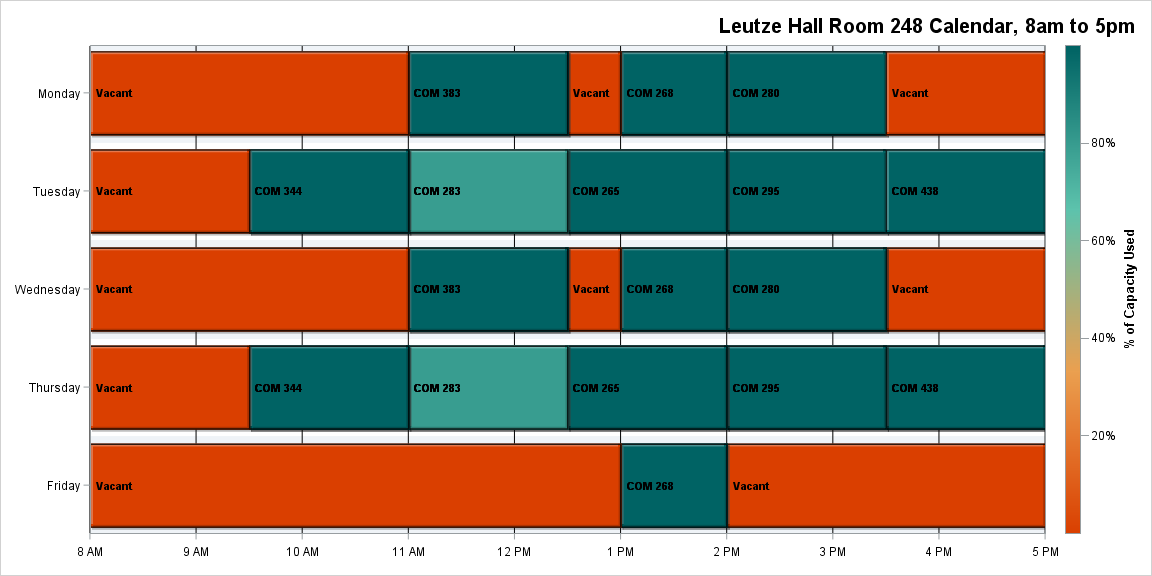 Leutze Hall Room 248 Calendar, 8am to 5pm
Monday
Vacant
COM 383
Vacant
COM 268
COM 280
Vacant
Tuesday
Vacant
COM 344
COM 283
COM 265
COM 295
COM 438
Wednesday
Vacant
COM 383
Vacant
COM 268
COM 280
Vacant
Thursday
Vacant
COM 344
COM 283
COM 265
COM 295
COM 438
Friday
Vacant
COM 268
Vacant
8 AM
9 AM
10 AM
11 AM
12 PM
1 PM
2 PM
3 PM
4 PM
5 PM
80%
60%
40%
20%
% of Capacity Used